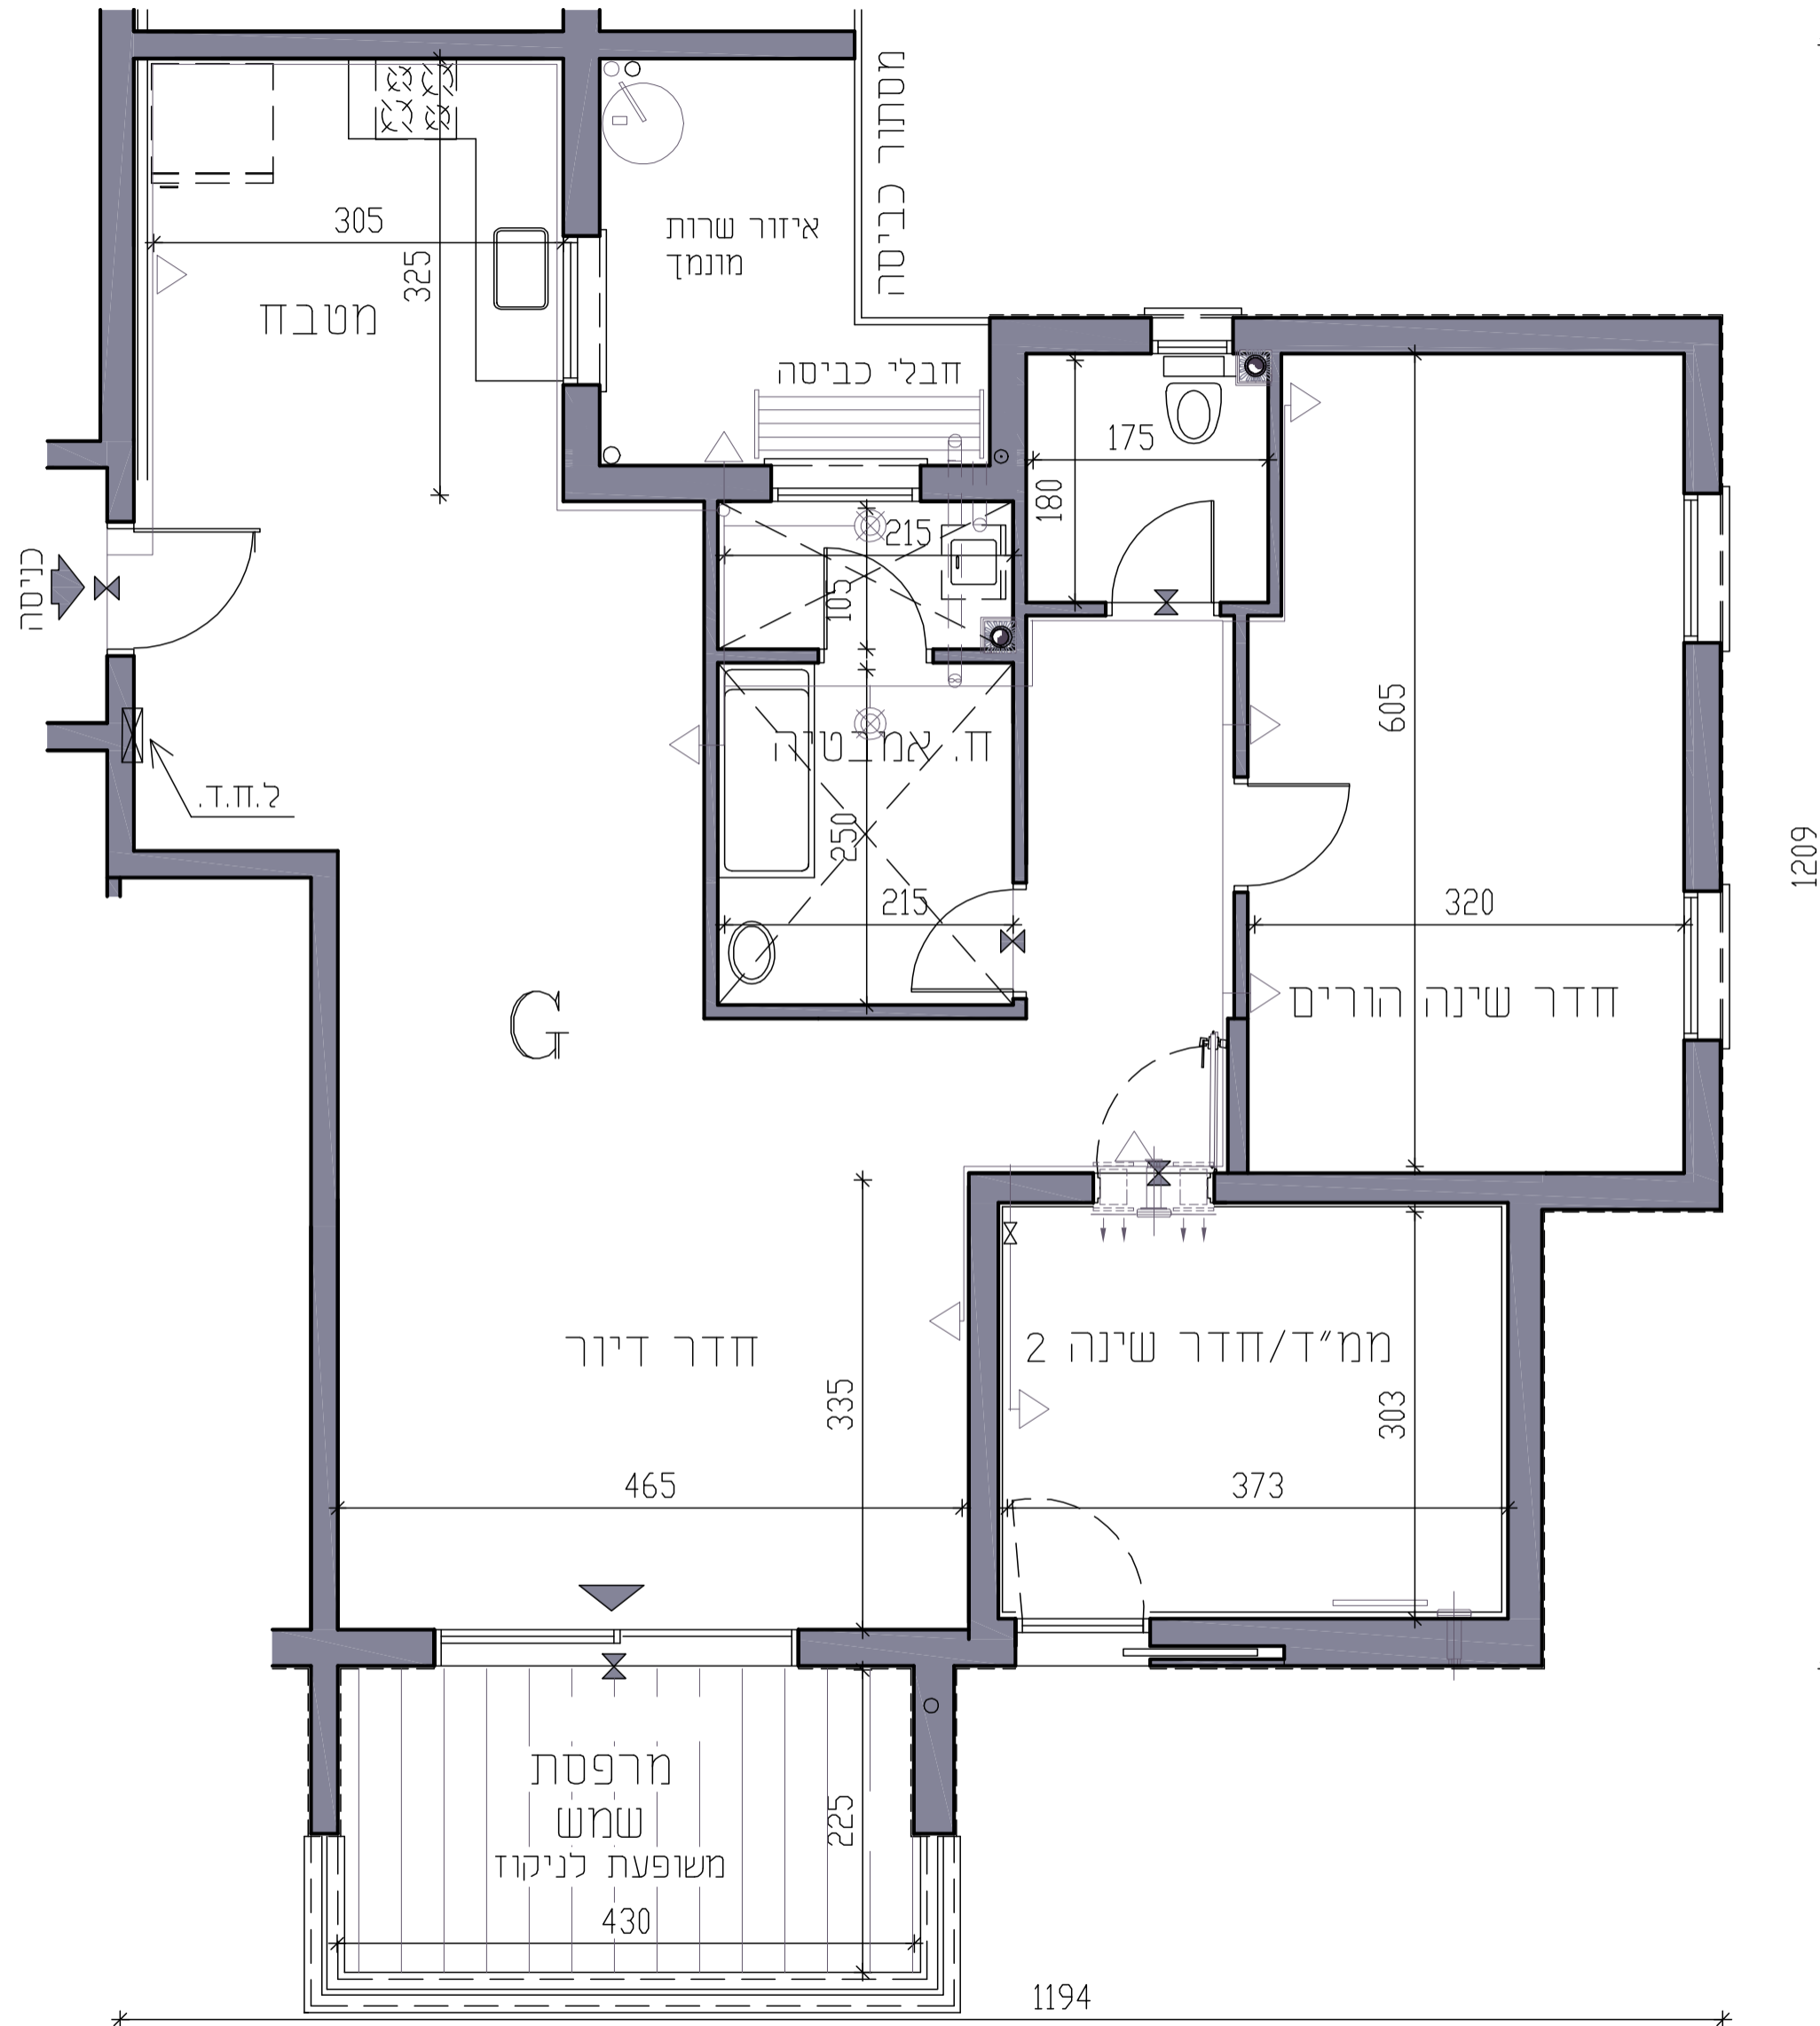 מסתור כביסה
305
325
מטבח
איזור שרות
מונמך
חבלי כביסה
175
180
215
105
כניסה
605
ח. אמבטיה
ל.ח.ד.
250
215
320
1209
חדר שינה הורים
G
חדר דיור
ממ״ד/חדר שינה 2
335
303
465
373
מרפסת
שמש
משופעת לניקוז
225
430
1194